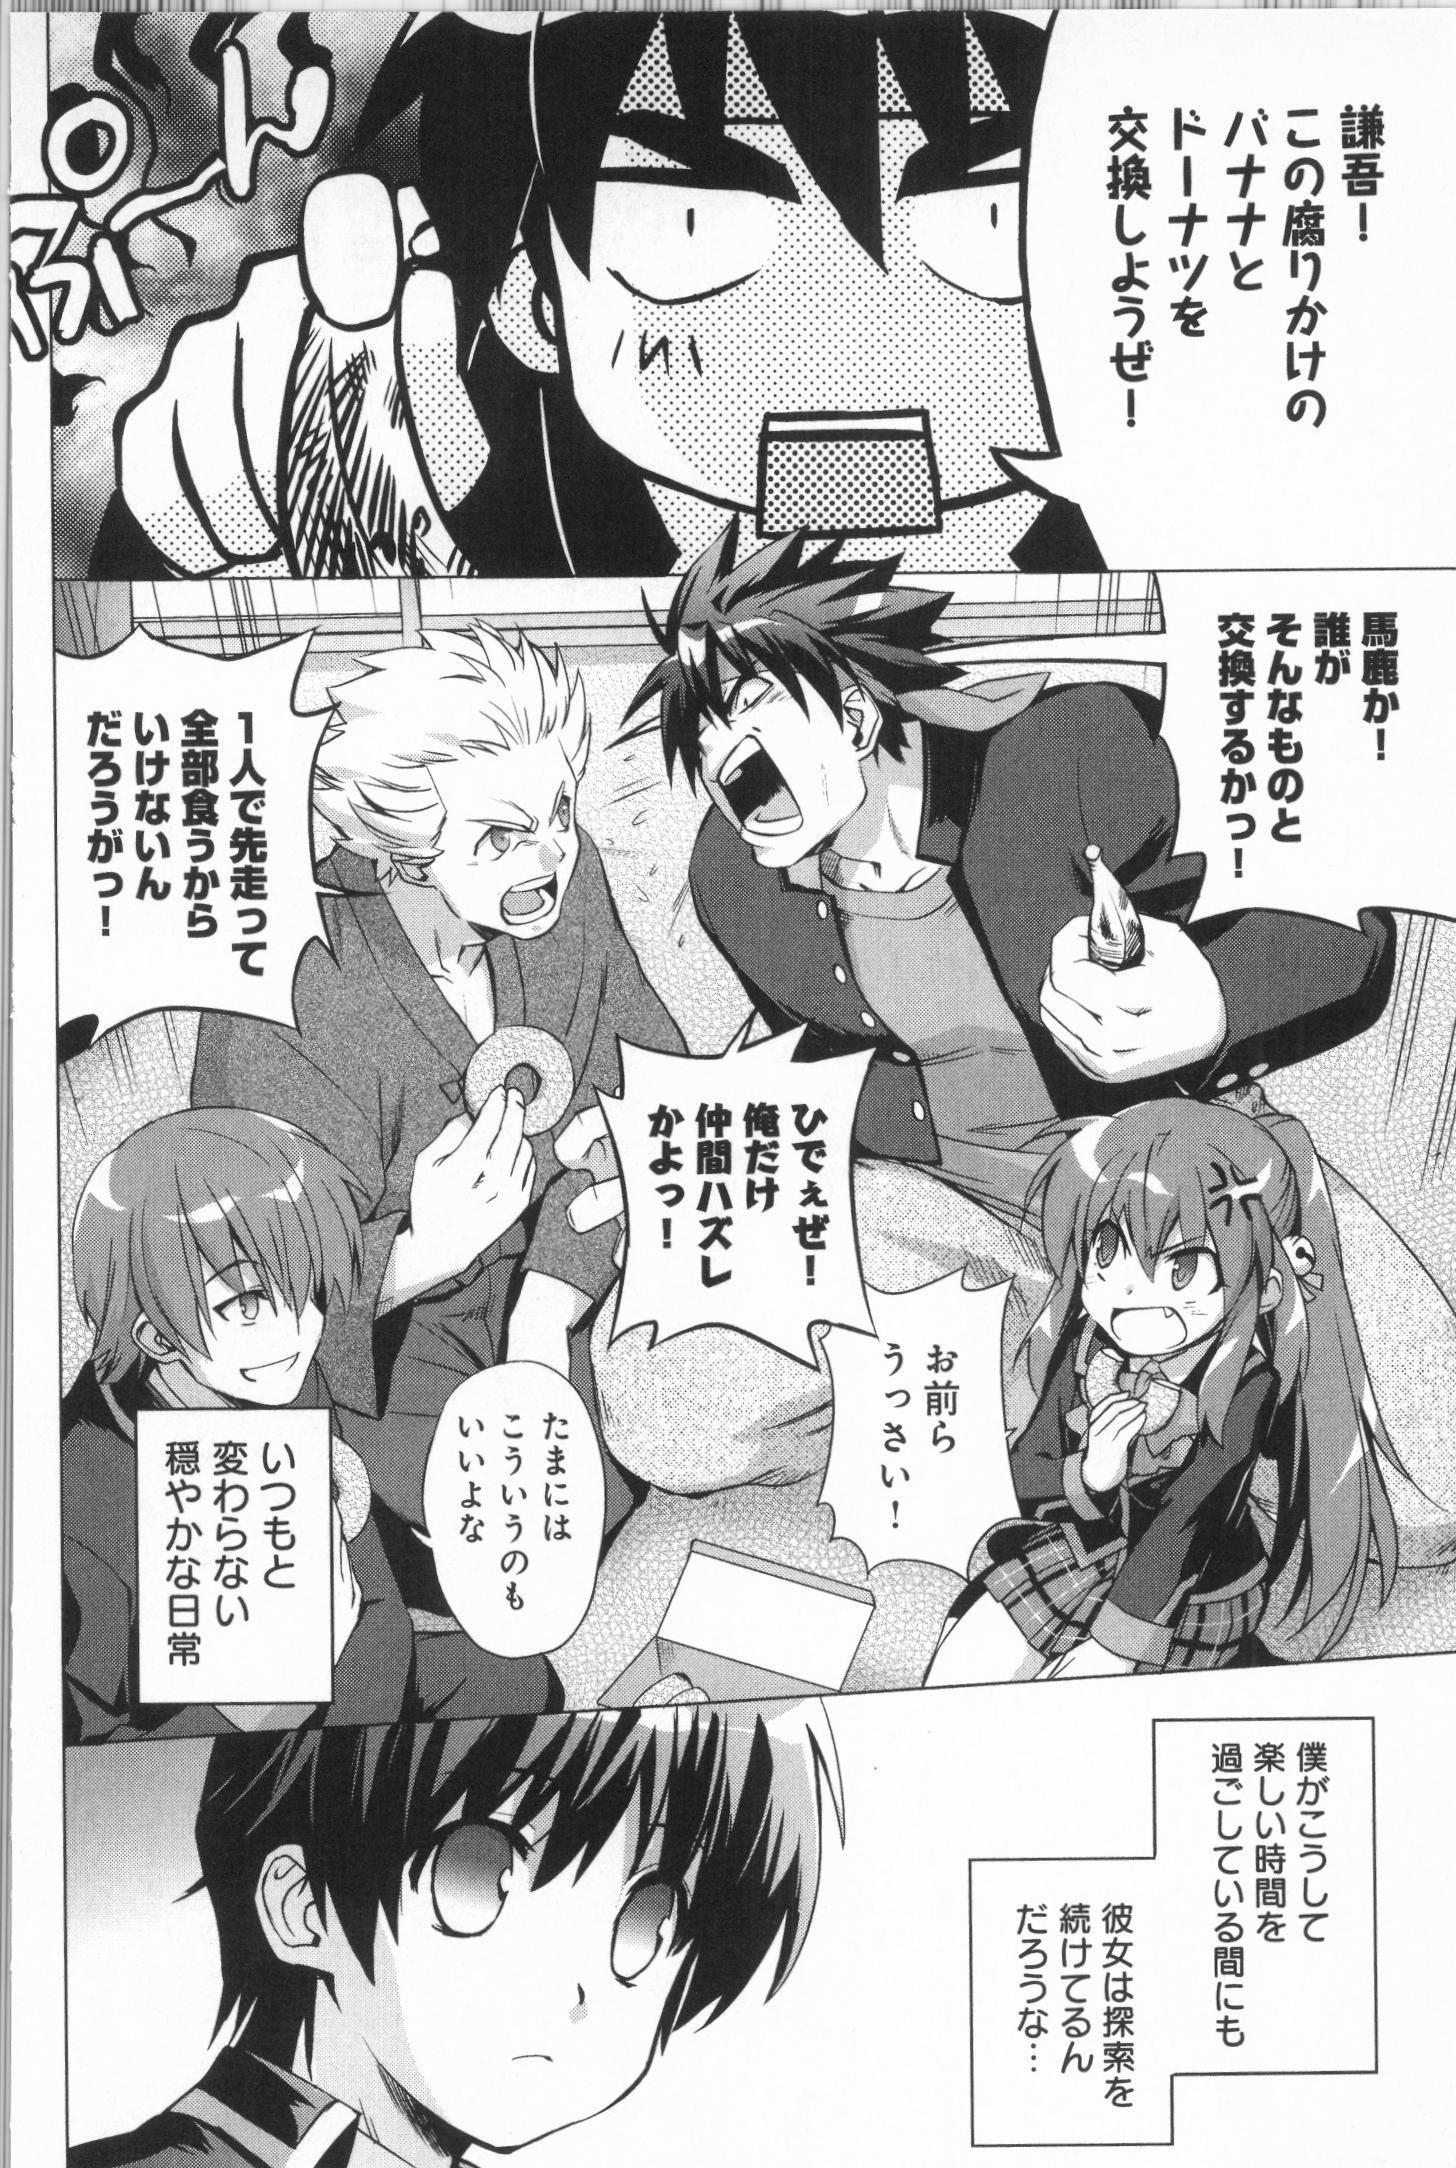 謙吾！
この腐りかけの
バナナと
ドーナツを
交換しようぜ！
ぷ～ん
馬鹿か！
誰が
そんなものと
交換するかっ！
1人で先走って
全部食うから
いけないん
だろうがっ！
ひでぇぜ！
俺だけ
仲間ハズレ
かよっ！
お前ら
うっさい！
たまには
こういうのも
いいよな
いつもと
変わらない
穏やかな日常
僕がこうして
楽しい時間を
過ごしている間にも
彼女は探索を
続けてるん
だろうな…